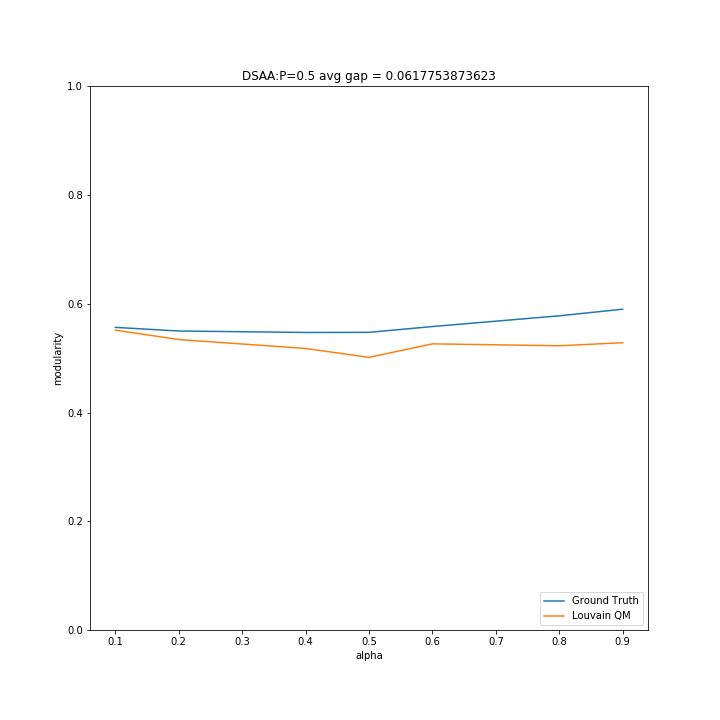 DSAA:P=0.5 avg gap = 0.0617753873623
1.0
0.8
0.6
0.4
0.2
0.0
modularity
0.1 0.2 0.3 0.4 0.5 0.6 0.7 0.8 0.9
alpha
Ground Truth
Louvain QM